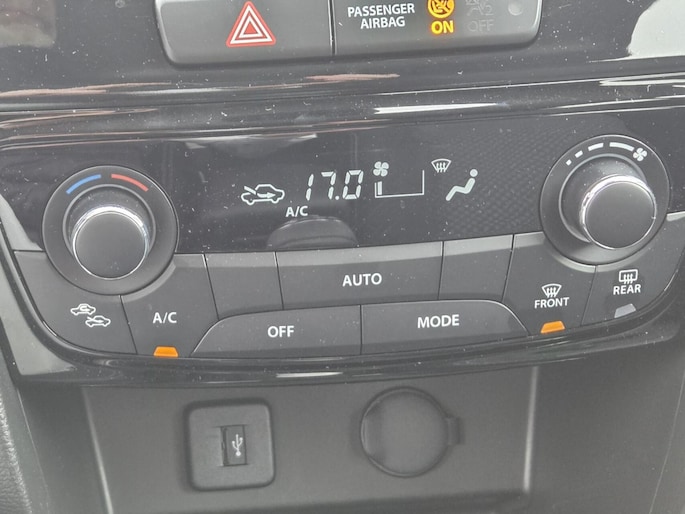 PASSENGER
AIRBAG
ON
OFF
17.0
A/C
AUTO
A/C
OFF
MODE
FRONT
REAR